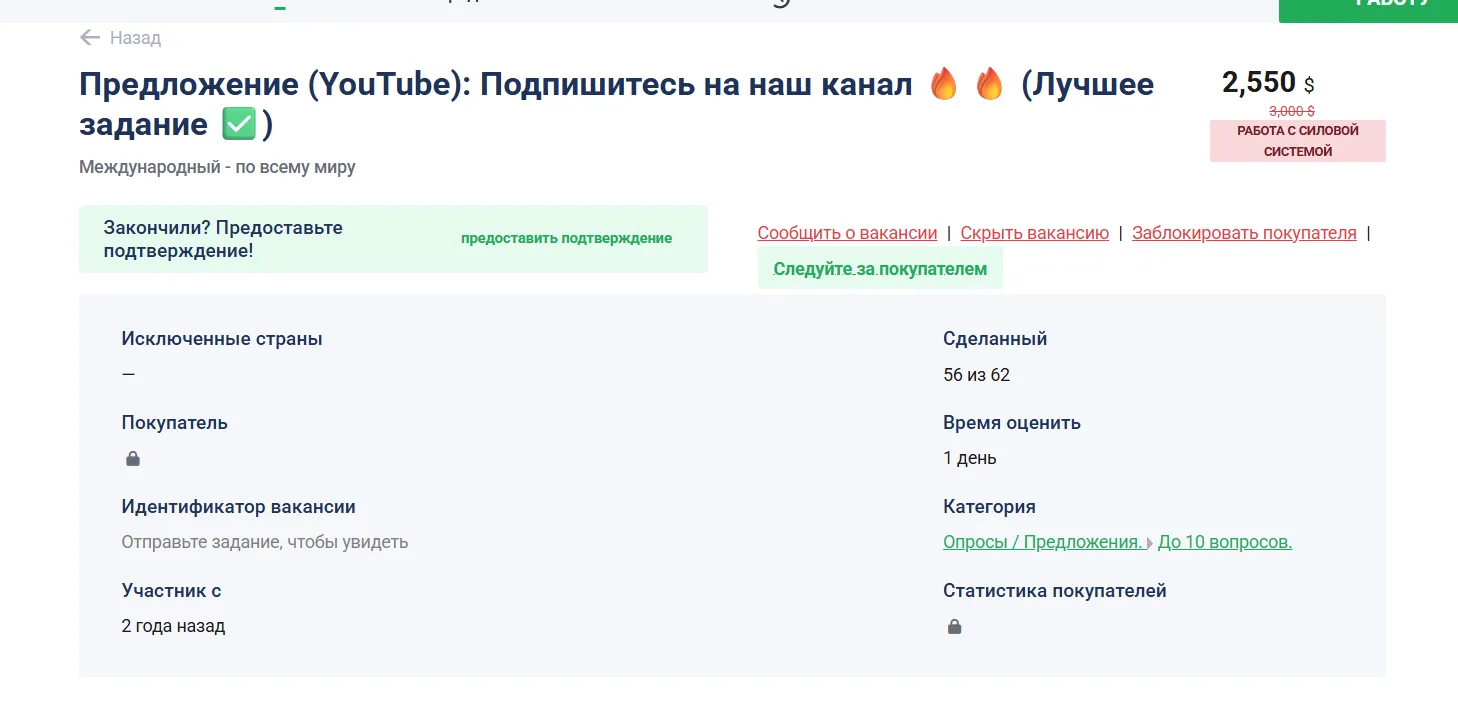 Назад
Предложение (YouTube): Подпишитесь на наш канал 🔥 🔥 (Лучшее
задание ✅)
2,550 $
3,000 $
РАБОТА С СИЛОВОЙ
СИСТЕМОЙ
Международный - по всему миру
Закончили? Предоставьте
подтверждение!
предоставить подтверждение
Сообщить о вакансии | Скрыть вакансию | Заблокировать покупателя |
Следуйте за покупателем
Исключенные страны
—
Покупатель
Идентификатор вакансии
Отправьте задание, чтобы увидеть
Участник с
2 года назад
Сделанный
56 из 62
Время оценить
1 день
Категория
Опросы / Предложения. До 10 вопросов.
Статистика покупателей